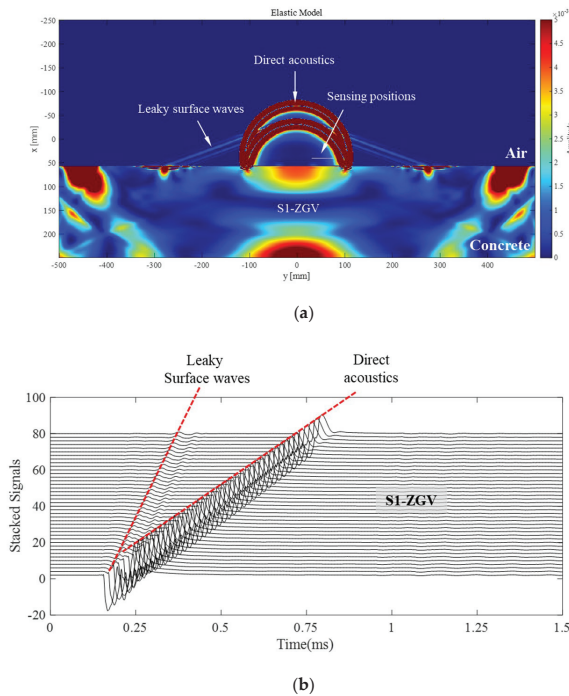 Elastic Model
×10⁻³
-250
-200
-150
-100
-50
0
50
100
150
200
x [mm]
Direct acoustics
Sensing positions
Leaky surface waves
Air
S1-ZGV
Concrete
5
4.5
4
3.5
3
2.5
2
1.5
1
0.5
0
-500
-400
-300
-200
-100
0
100
200
300
400
y [mm]
(a)
Leaky
Surface waves
Direct
acoustics
100
80
60
40
20
0
-20
Stacked Signals
S1-ZGV
0
0.25
0.5
0.75
1
1.25
1.5
Time(ms)
(b)